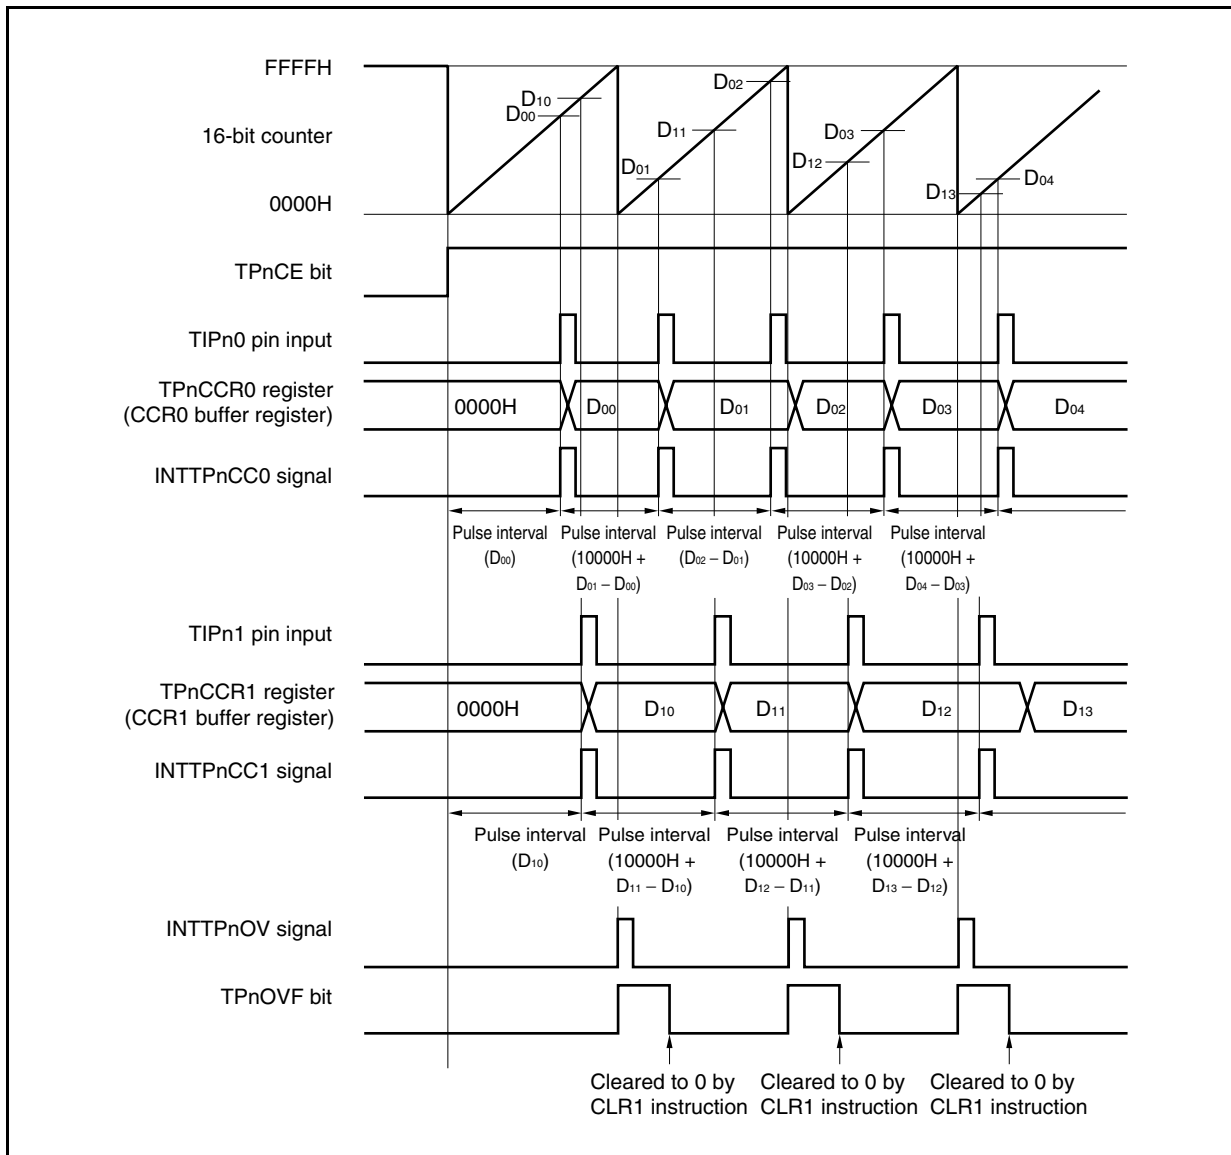 FFFFH
D02
D10
D00
16-bit counter
D11
D03
D12
D01
D04
D13
0000H
TPnCE bit
TIPn0 pin input
TPnCCR0 register
(CCR0 buffer register)
0000H D00 D01 D02 D03 D04
INTTPnCC0 signal
Pulse interval
(D00)
Pulse interval
(10000H +
D01 – D00)
Pulse interval
(D02 – D01)
Pulse interval
(10000H +
D03 – D02)
Pulse interval
(10000H +
D04 – D03)
TIPn1 pin input
TPnCCR1 register
(CCR1 buffer register)
0000H D10 D11 D12 D13
INTTPnCC1 signal
Pulse interval
(D10)
Pulse interval
(10000H +
D11 – D10)
Pulse interval
(10000H +
D12 – D11)
Pulse interval
(10000H +
D13 – D12)
INTTPnOV signal
TPnOVF bit
Cleared to 0 by
CLR1 instruction
Cleared to 0 by
CLR1 instruction
Cleared to 0 by
CLR1 instruction